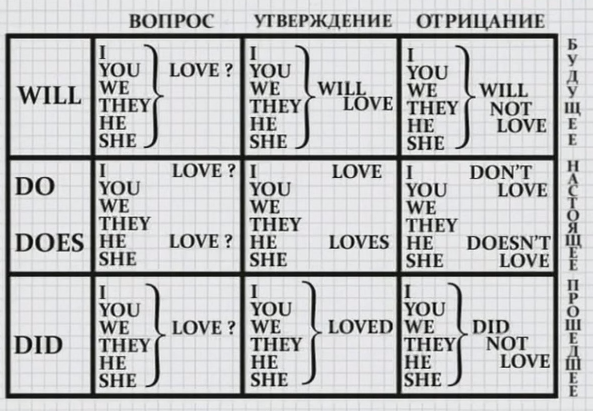 ВОПРОС УТВЕРЖДЕНИЕ ОТРИЦАНИЕ
WILL
I
YOU
WE
THEY
HE
SHE
LOVE ?
I
YOU
WE
THEY
HE
SHE
WILL
LOVE
I
YOU
WE
THEY
HE
SHE
WILL
NOT
LOVE
БУДУЩЕЕ
DO
DOES
I LOVE ?
YOU
WE
THEY
HE LOVE ?
SHE
I LOVE
YOU
WE
THEY
HE LOVES
SHE
I DON'T
YOU LOVE
WE
THEY
HE DOESN'T
SHE LOVE
НАСТОЯЩЕЕ
DID
I
YOU
WE
THEY
HE
SHE
LOVE ?
I
YOU
WE
THEY
HE
SHE
LOVED
I
YOU
WE
THEY
HE
SHE
DID
NOT
LOVE
ПРОШЕДШЕЕ